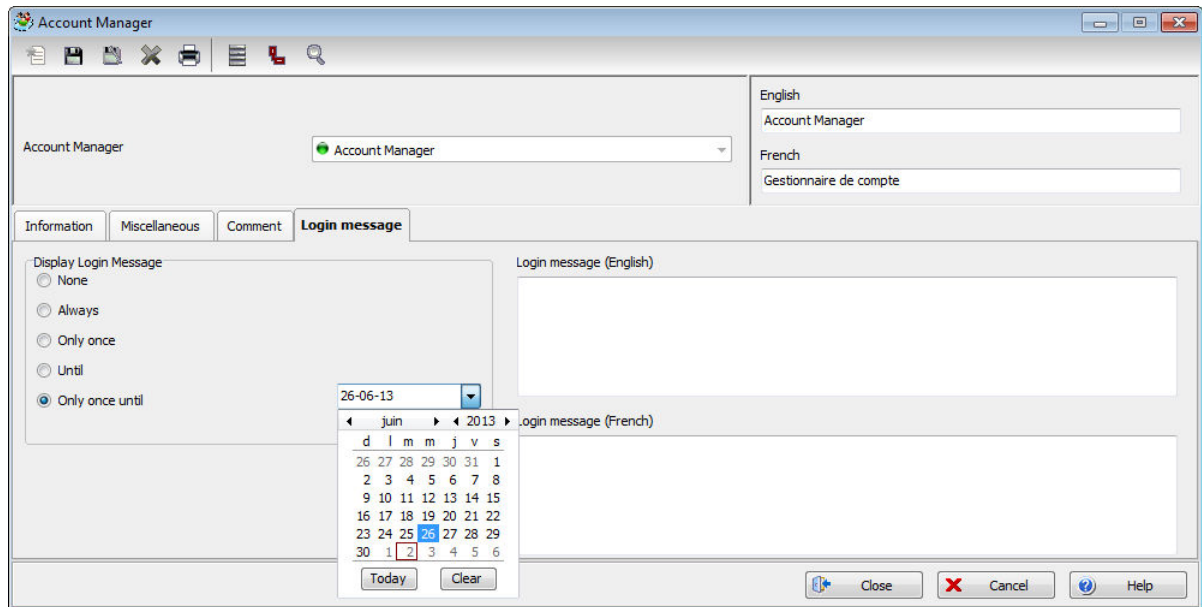 Account Manager
English
Account Manager
Account Manager
Account Manager
French
Gestionnaire de compte
Information
Miscellaneous
Comment
Login message
Display Login Message
None
Always
Only once
Until
Only once until
26-06-13
juin 2013
d l m m j v s
26 27 28 29 30 31 1
2 3 4 5 6 7 8
9 10 11 12 13 14 15
16 17 18 19 20 21 22
23 24 25 26 27 28 29
30 1 2 3 4 5 6
Today
Clear
Login message (English)
Login message (French)
Close
Cancel
Help